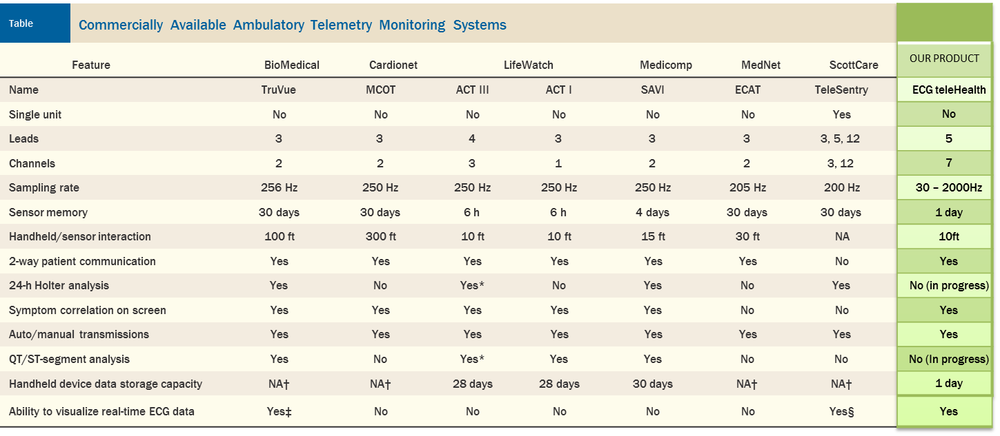 Table Commercially Available Ambulatory Telemetry Monitoring Systems
Feature BioMedical Cardionet LifeWatch Medicomp MedNet ScottCare OUR PRODUCT
Name TruVue MCOT ACT III ACT I SAVI ECAT TeleSentry ECG teleHealth
Single unit No No No No No No Yes No
Leads 3 3 4 3 3 3 3, 5, 12 5
Channels 2 2 3 1 2 2 3, 12 7
Sampling rate 256 Hz 250 Hz 250 Hz 250 Hz 250 Hz 205 Hz 200 Hz 30 – 2000Hz
Sensor memory 30 days 30 days 6 h 6 h 4 days 30 days 30 days 1 day
Handheld/sensor interaction 100 ft 300 ft 10 ft 10 ft 15 ft 30 ft NA 10ft
2-way patient communication Yes Yes Yes Yes Yes Yes No Yes
24-h Holter analysis Yes No Yes* No Yes No Yes No (in progress)
Symptom correlation on screen Yes Yes Yes Yes Yes No No Yes
Auto/manual transmissions Yes Yes Yes Yes Yes Yes Yes Yes
QT/ST-segment analysis Yes No Yes* Yes Yes No No No (In progress)
Handheld device data storage capacity NA† NA† 28 days 28 days 30 days NA† NA† 1 day
Ability to visualize real-time ECG data Yes‡ No No No No No Yes§ Yes